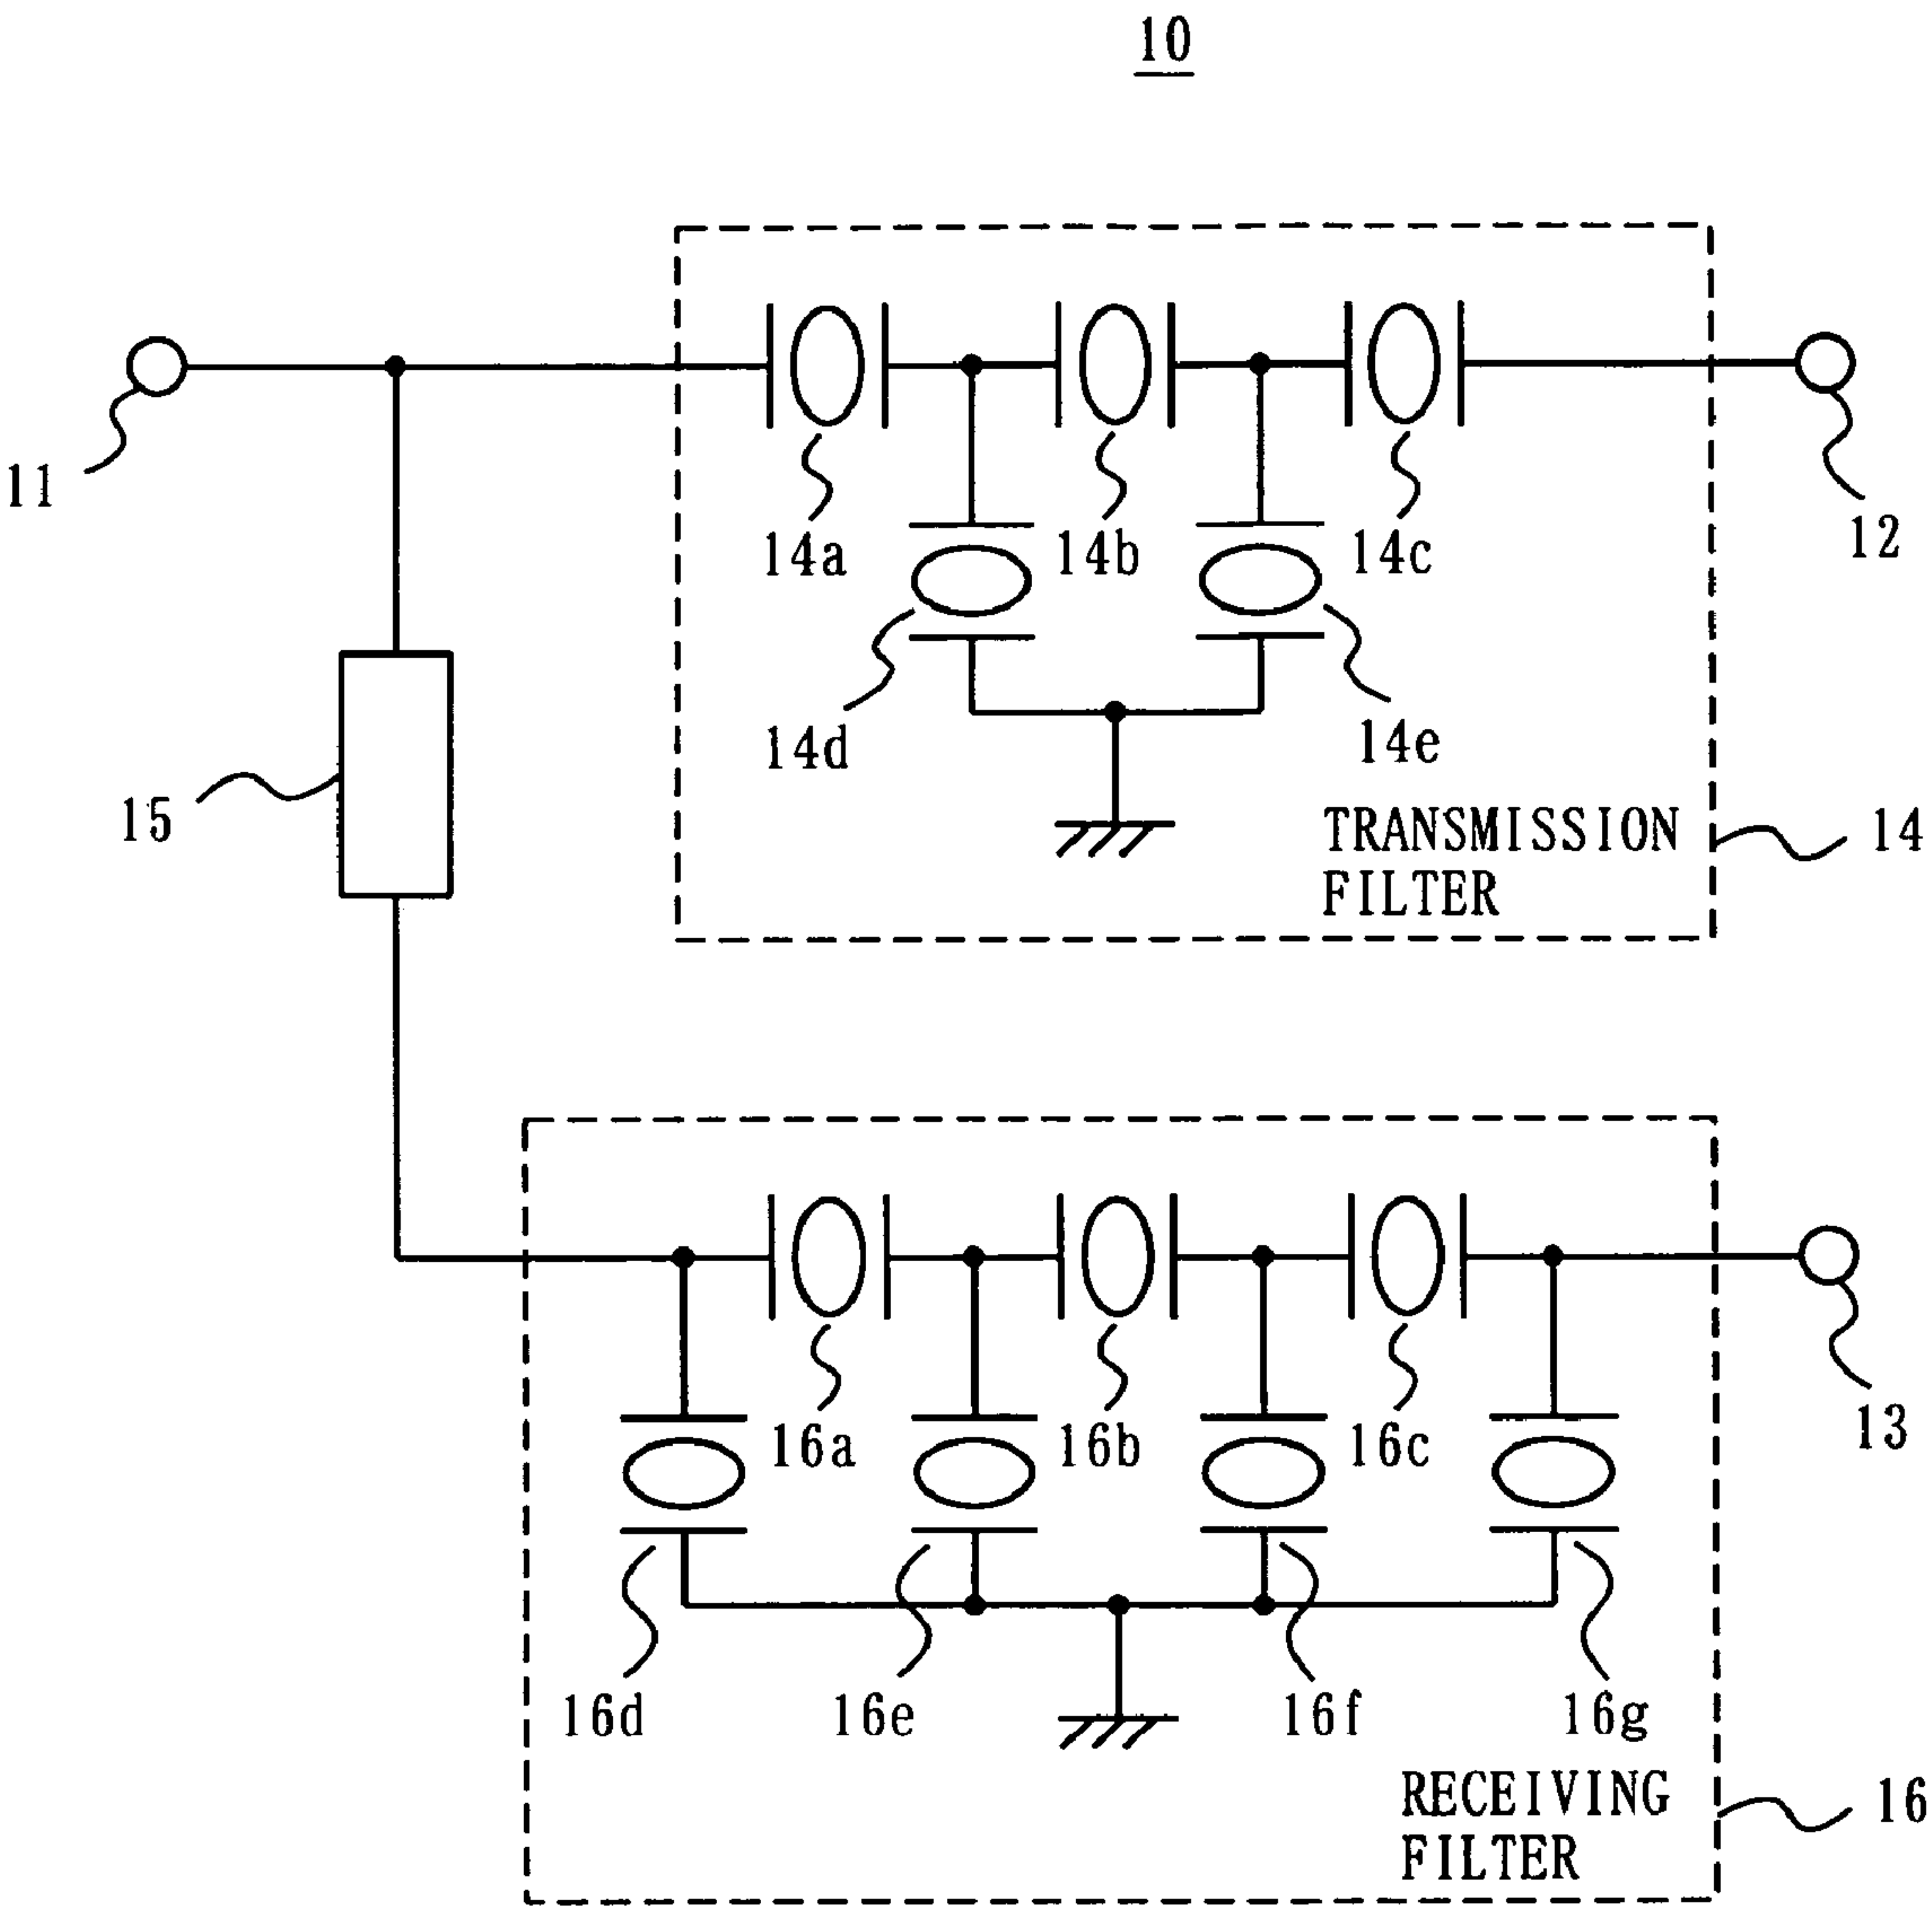 10
11
12
14a
14b
14c
14d
14e
15
TRANSMISSION
FILTER
14
13
16a
16b
16c
16d
16e
16f
16g
RECEIVING
FILTER
16